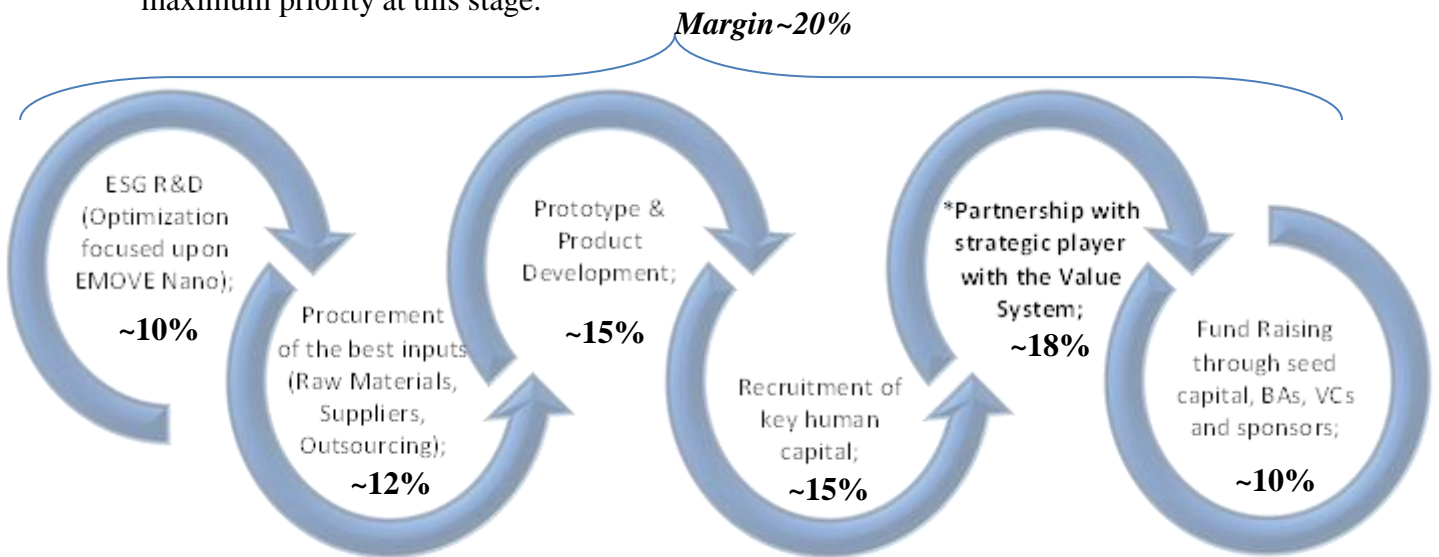 maximum priority at this stage.
Margin~20%
ESG R&D
(Optimization
focused upon
EMOVE Nano);
~10%
Procurement
of the best inputs
(Raw Materials,
Suppliers,
Outsourcing);
~12%
Prototype &
Product
Development;
~15%
Recruitment of
key human
capital;
~15%
*Partnership with
strategic player
with the Value
System;
~18%
Fund Raising
through seed
capital, BAs, VCs
and sponsors;
~10%